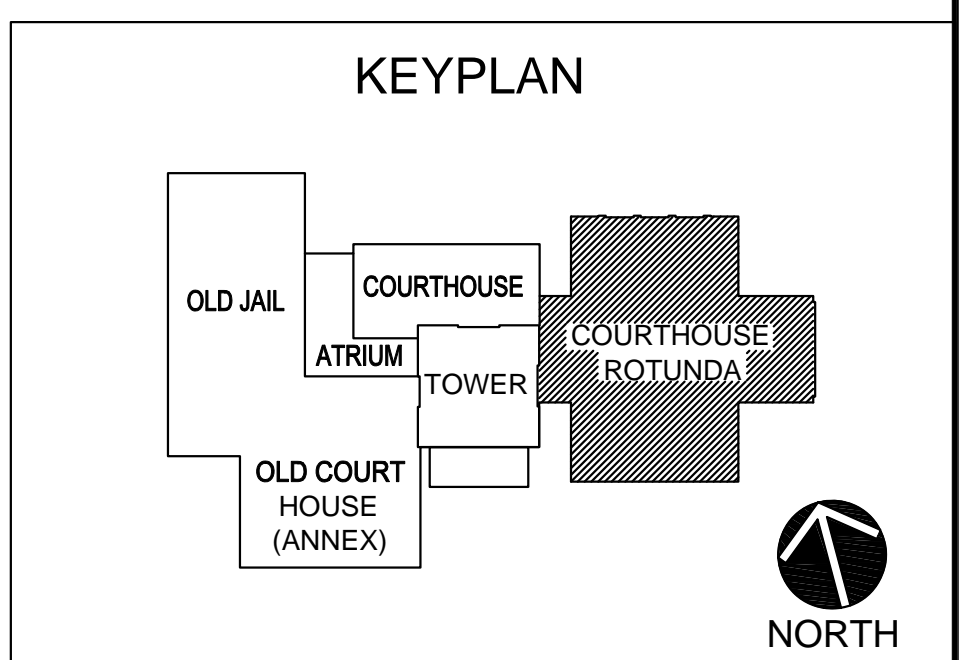 KEYPLAN
OLD JAIL
COURTHOUSE
ATRIUM
TOWER
COURTHOUSE
ROTUNDA
OLD COURT
HOUSE
(ANNEX)
NORTH